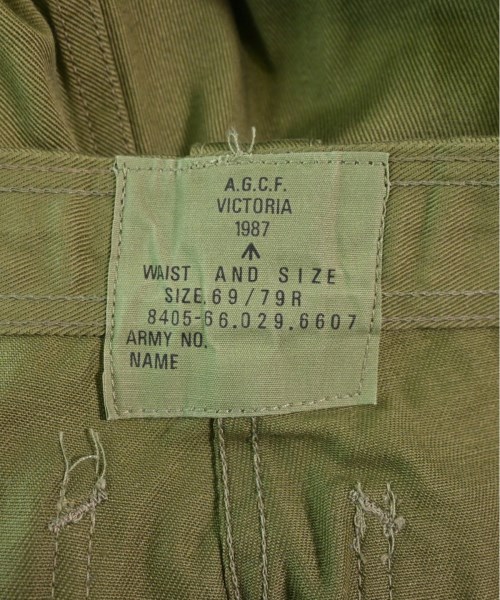 A.G.C.F.
VICTORIA
1987
WAIST AND SIZE
SIZE.69/79R
8405-66.029.6607
ARMY NO.
NAME